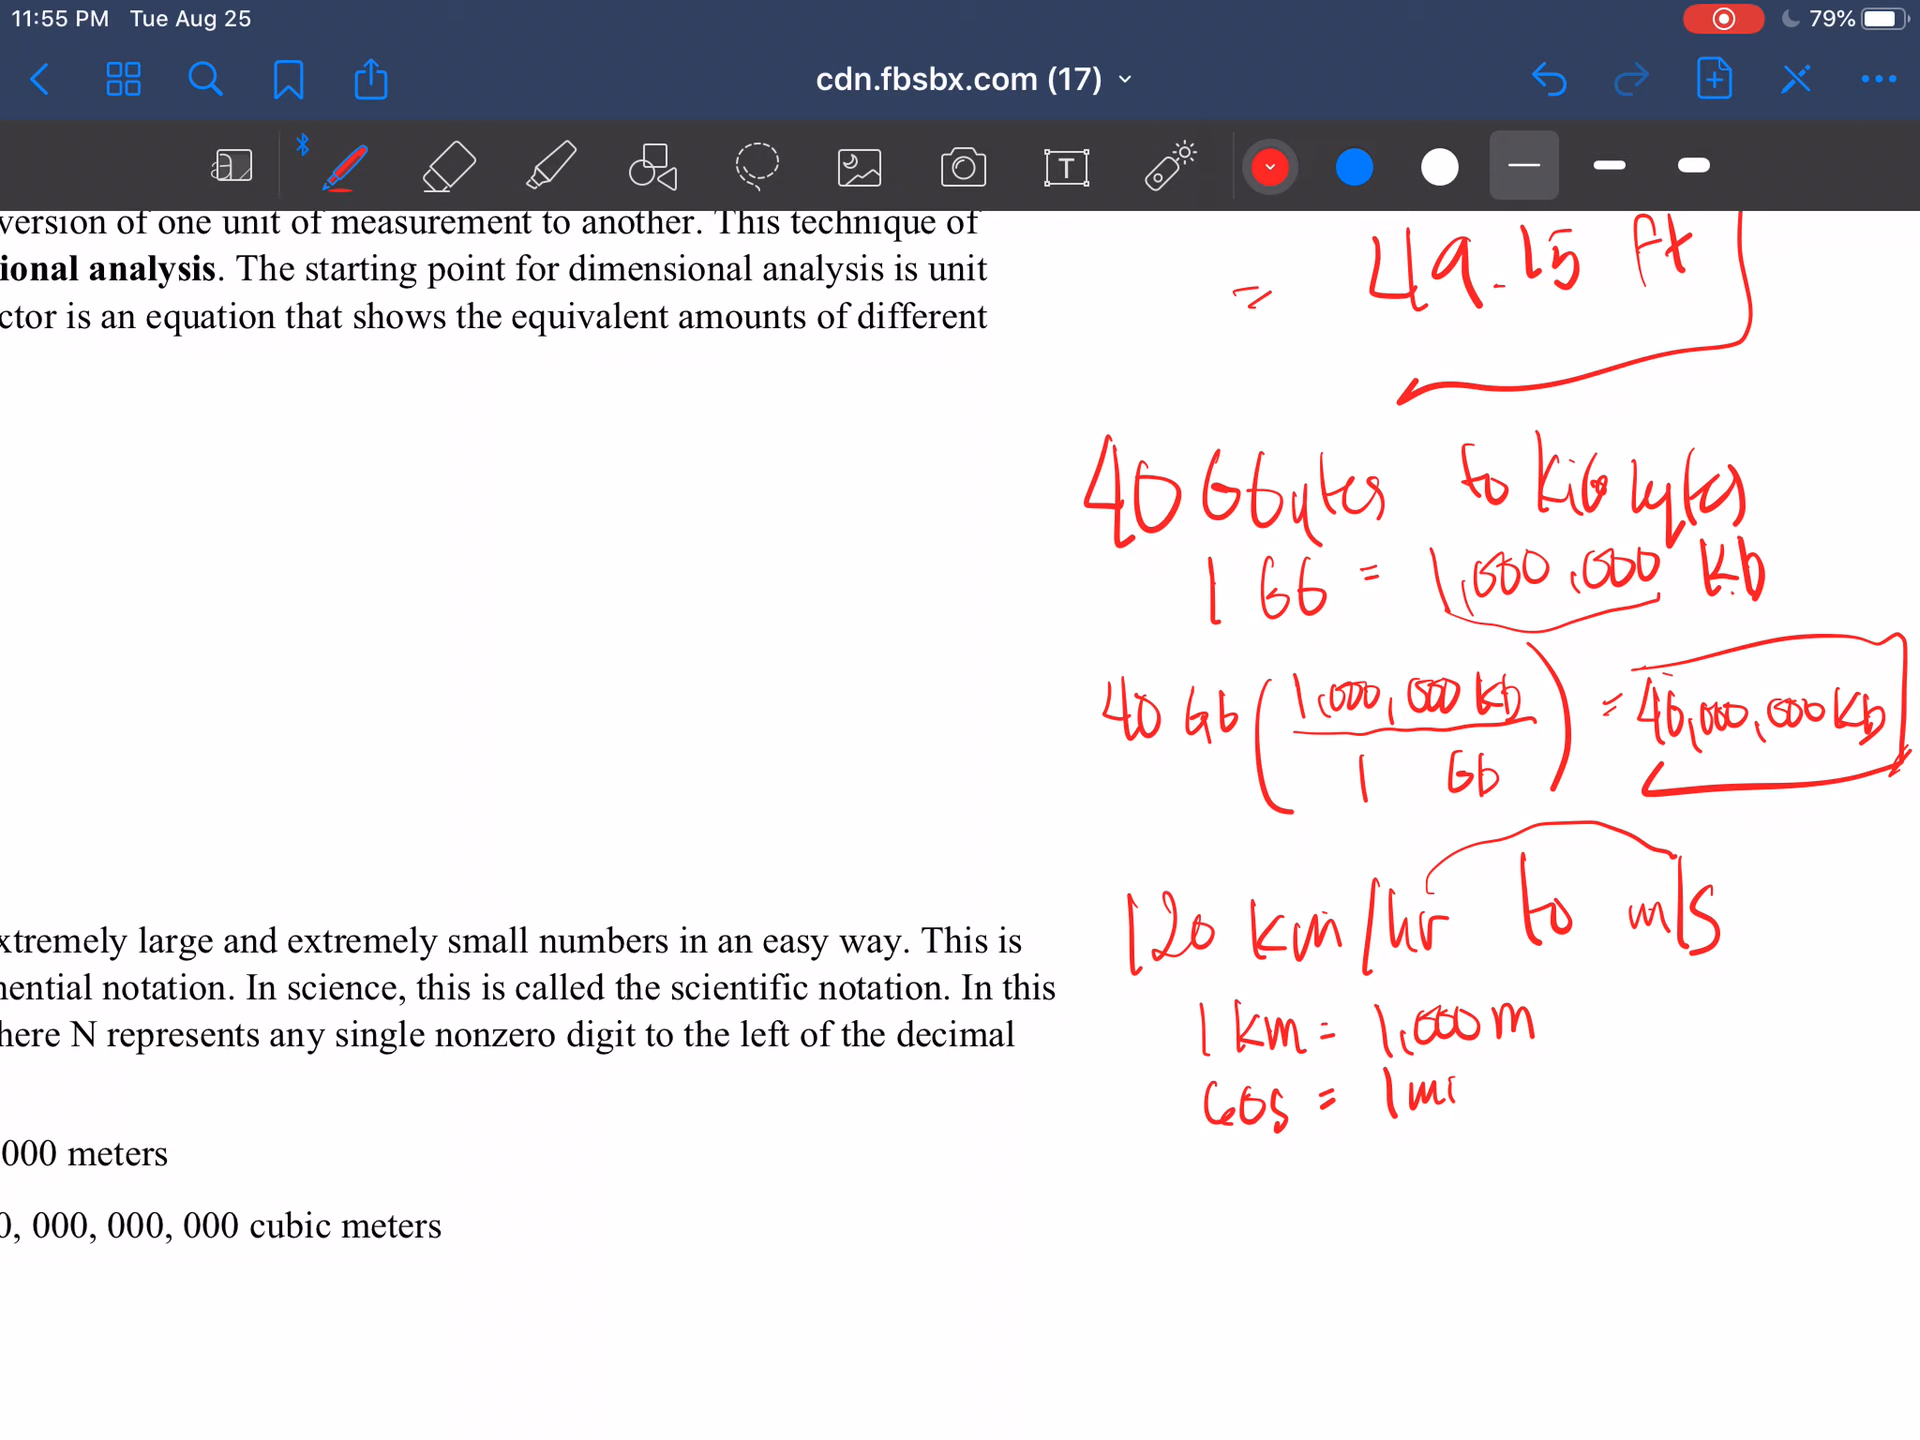 11:55 PM Tue Aug 25
79%
cdn.fbsbx.com (17)
T
version of one unit of measurement to another. This technique of
ional analysis. The starting point for dimensional analysis is unit
ctor is an equation that shows the equivalent amounts of different
= 49.15 ft
40 Gbytes to kilobytes
1 Gb = 1,000,000 Kb
40 Gb ( 1,000,000 Kb / 1 Gb ) = 40,000,000 Kb
120 km/hr to m/s
1 km = 1,000 m
60s = 1 mi
xtremely large and extremely small numbers in an easy way. This is
nential notation. In science, this is called the scientific notation. In this
here N represents any single nonzero digit to the left of the decimal
000 meters
0, 000, 000, 000 cubic meters